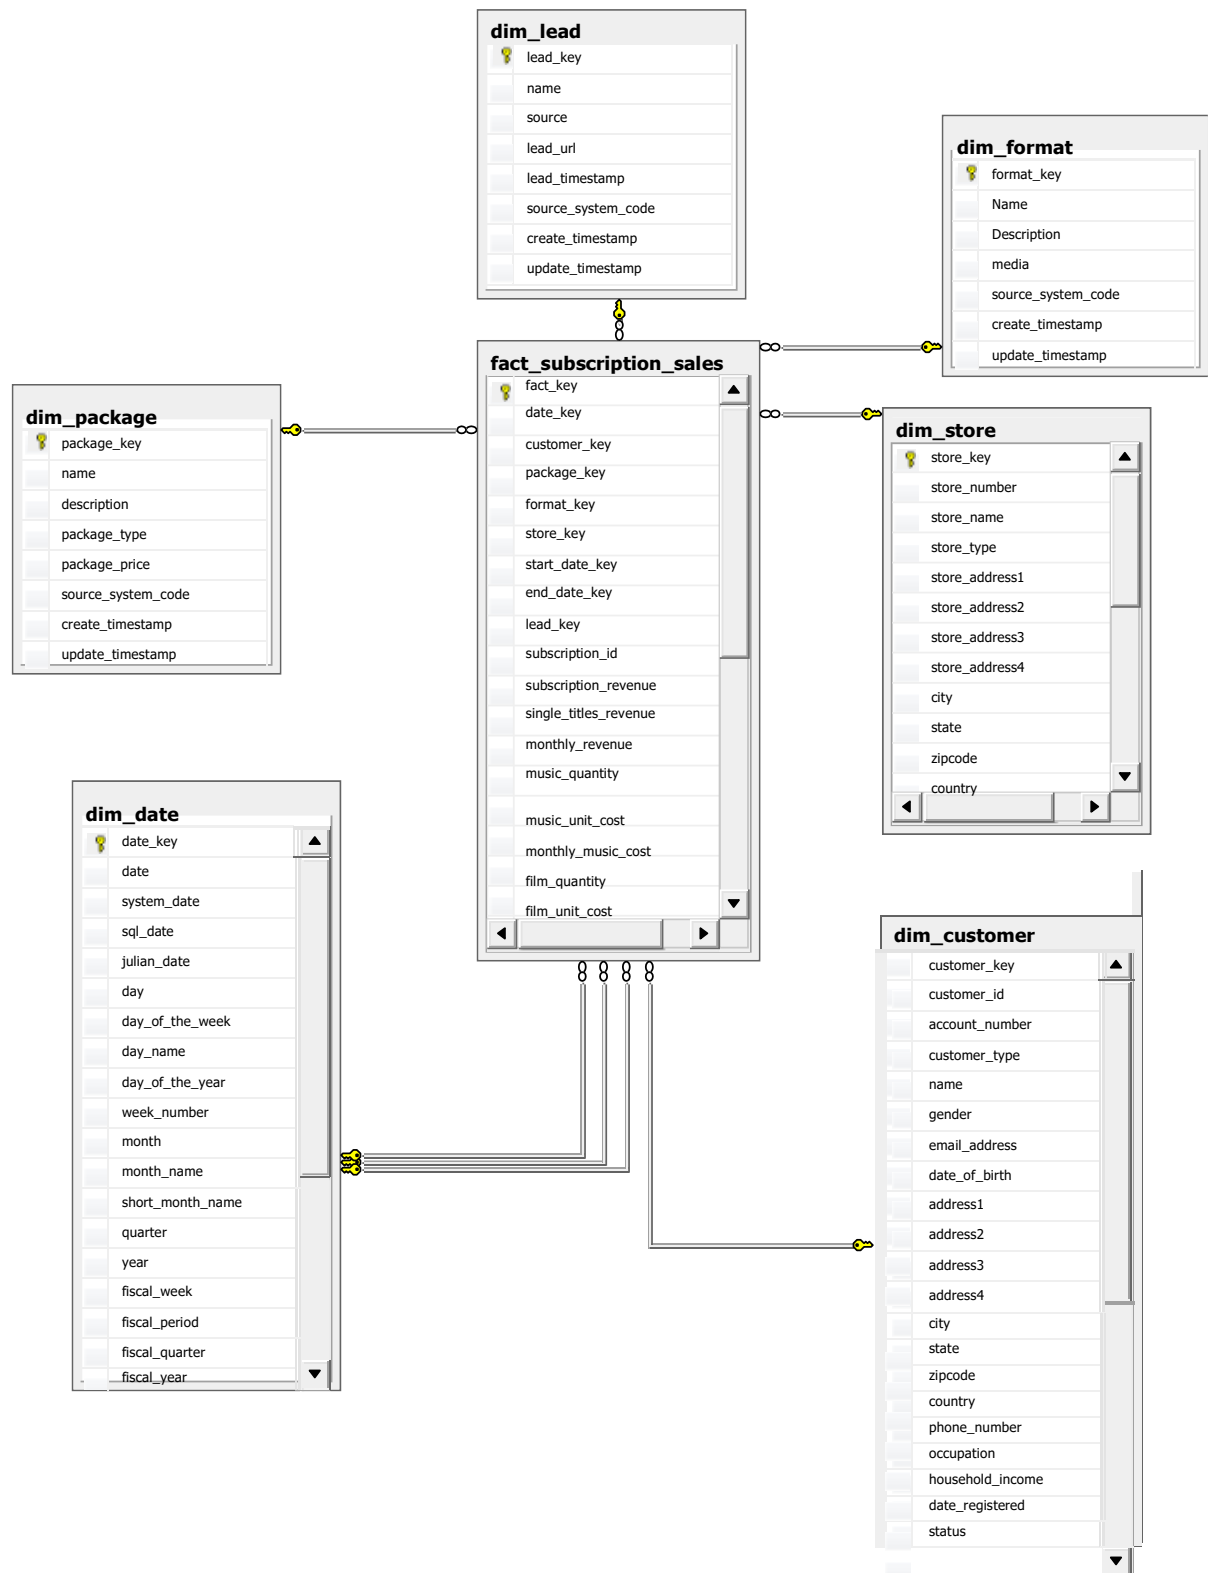 dim_lead
lead_key
name
source
lead_url
lead_timestamp
source_system_code
create_timestamp
update_timestamp
dim_format
format_key
Name
Description
media
source_system_code
create_timestamp
update_timestamp
fact_subscription_sales
fact_key
date_key
customer_key
package_key
format_key
store_key
start_date_key
end_date_key
lead_key
subscription_id
subscription_revenue
single_titles_revenue
monthly_revenue
music_quantity
music_unit_cost
monthly_music_cost
film_quantity
film_unit_cost
dim_package
package_key
name
description
package_type
package_price
source_system_code
create_timestamp
update_timestamp
dim_store
store_key
store_number
store_name
store_type
store_address1
store_address2
store_address3
store_address4
city
state
zipcode
country
dim_date
date_key
date
system_date
sql_date
julian_date
day
day_of_the_week
day_name
day_of_the_year
week_number
month
month_name
short_month_name
quarter
year
fiscal_week
fiscal_period
fiscal_quarter
fiscal_year
dim_customer
customer_key
customer_id
account_number
customer_type
name
gender
email_address
date_of_birth
address1
address2
address3
address4
city
state
zipcode
country
phone_number
occupation
household_income
date_registered
status